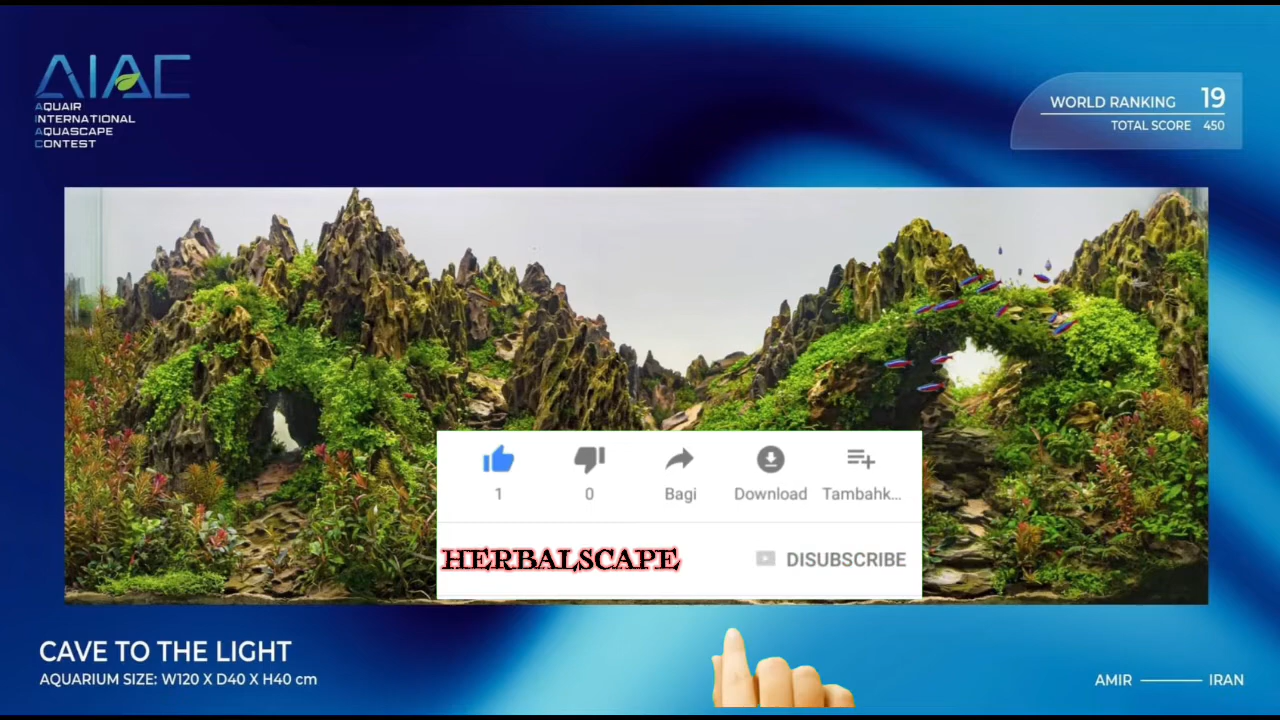 AIAC
AQUAIR
INTERNATIONAL
AQUASCAPE
CONTEST
WORLD RANKING 19
TOTAL SCORE 450
1 0 Bagi Download Tambahk...
HERBALSCAPE DISUBSCRIBE
CAVE TO THE LIGHT
AQUARIUM SIZE: W120 X D40 X H40 cm
AMIR IRAN